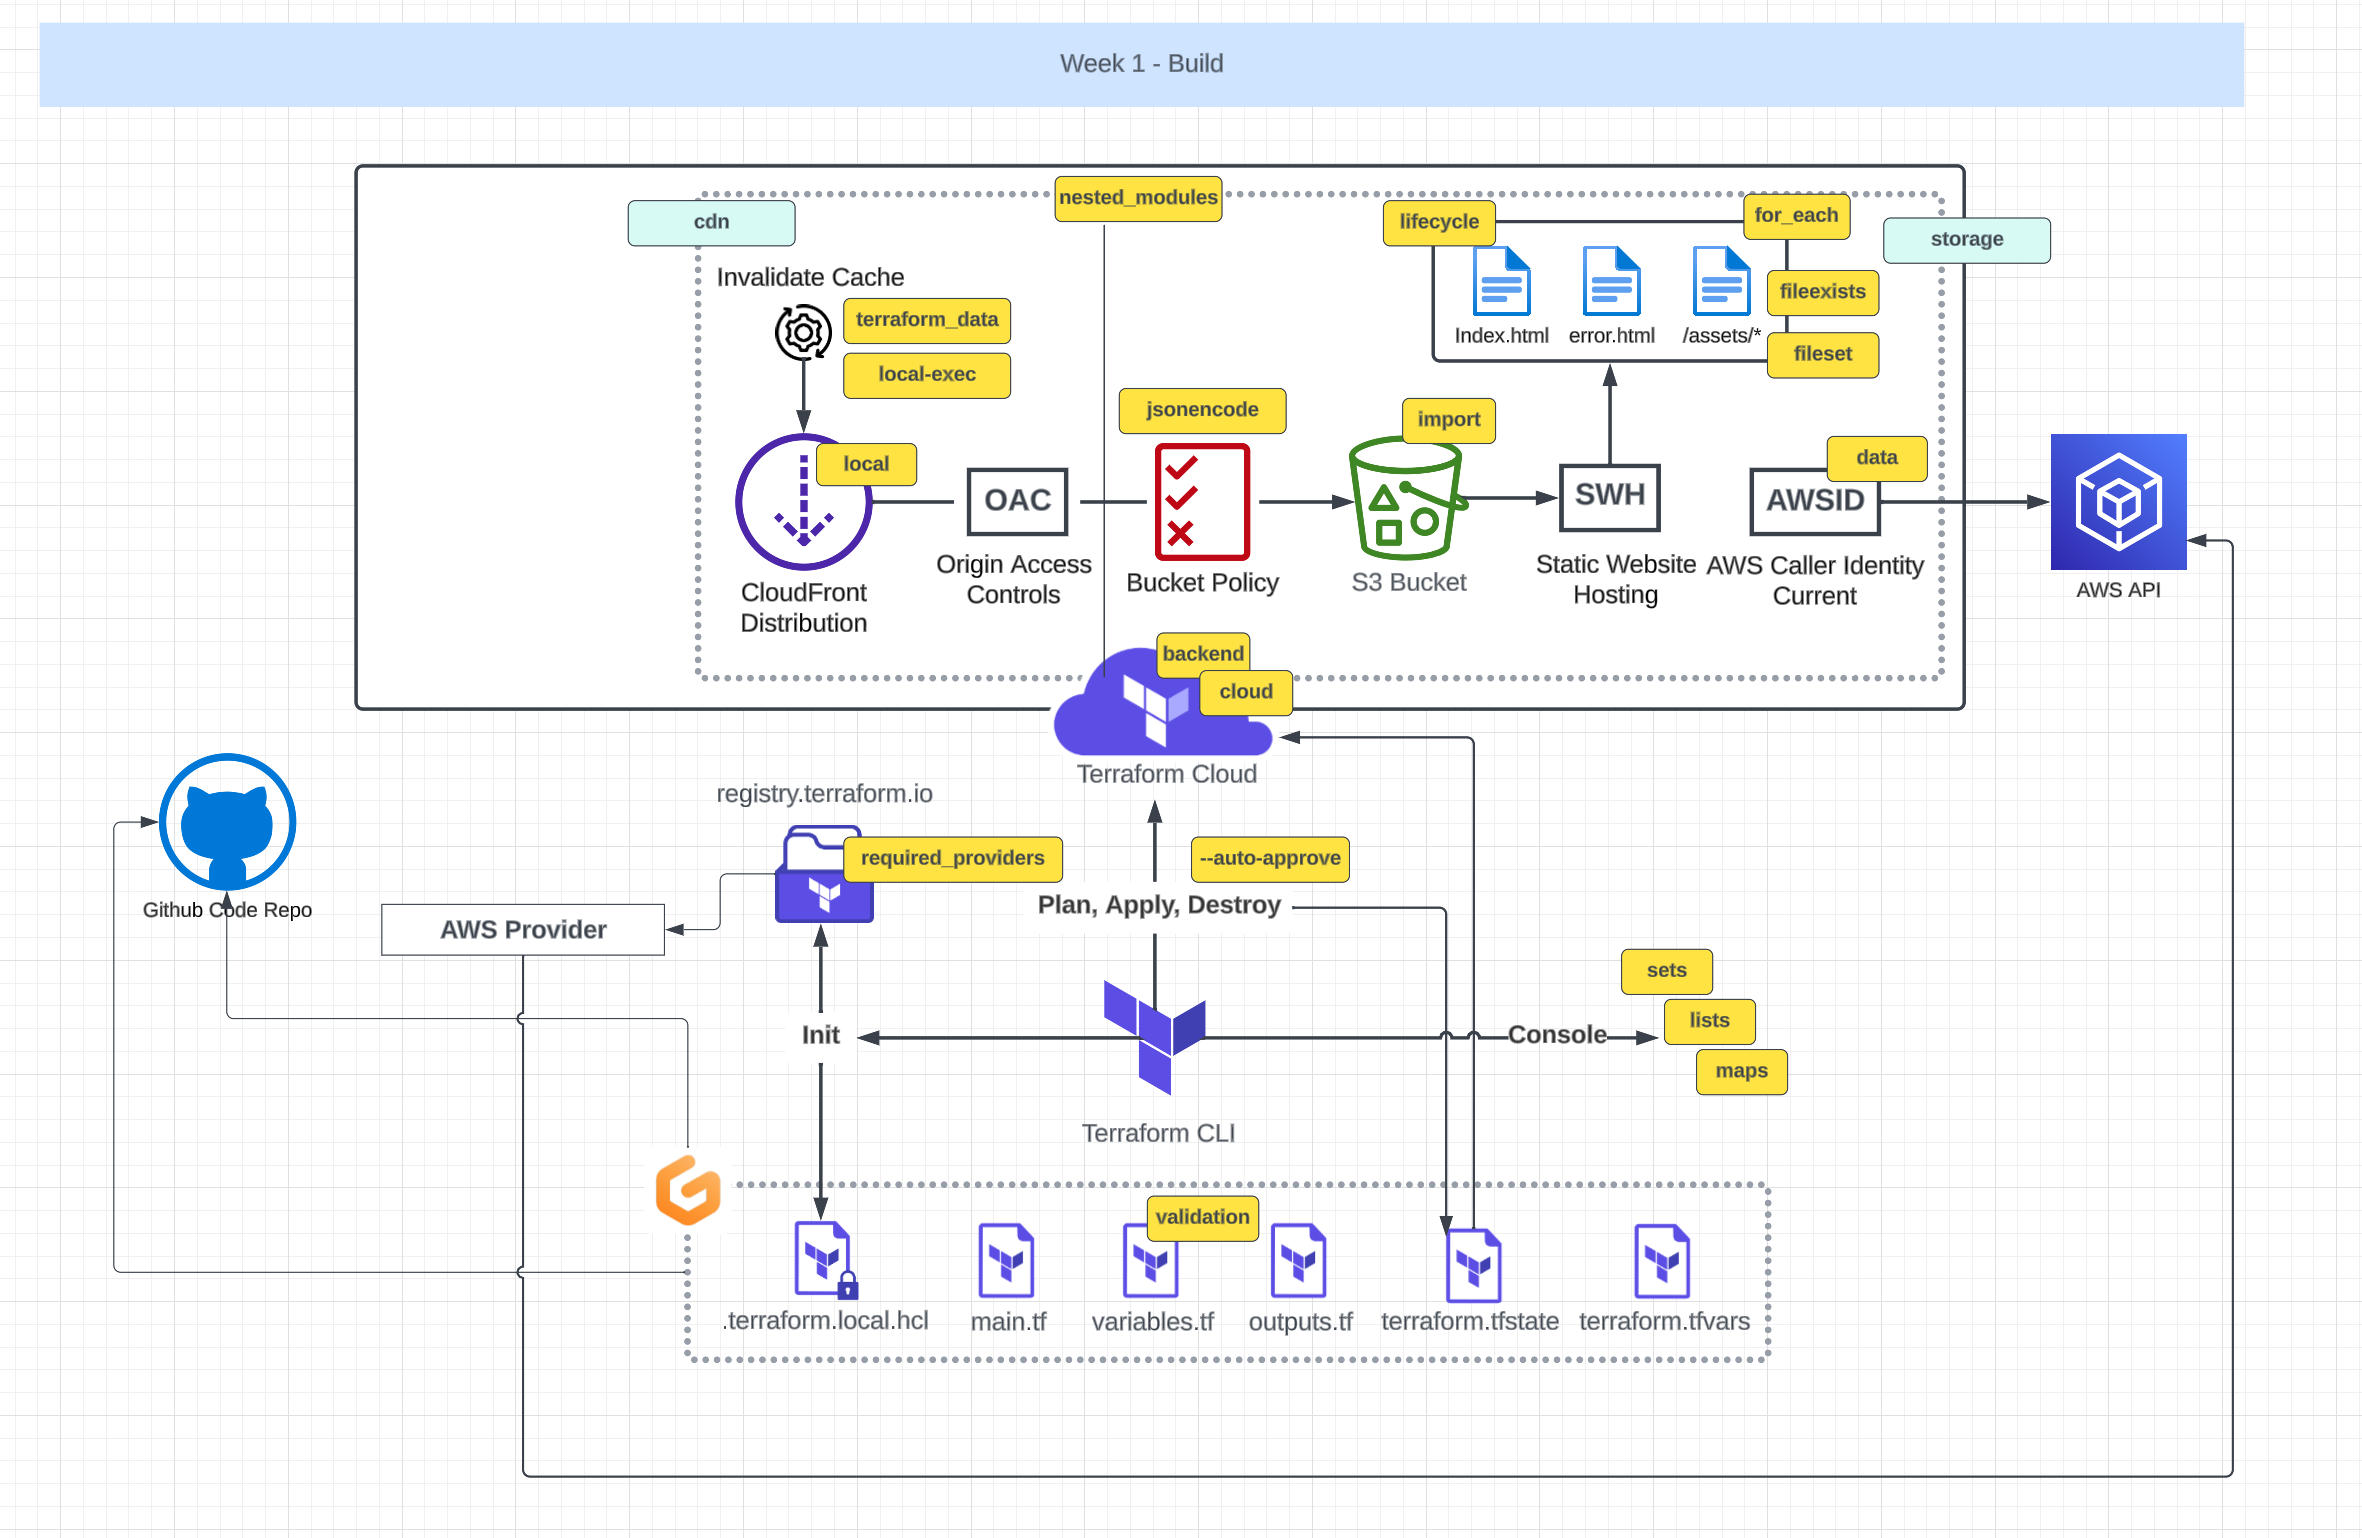 Week 1 - Build
nested_modules
cdn
lifecycle
for_each
storage
Invalidate Cache
terraform_data
local-exec
fileexists
Index.html
error.html
/assets/*
fileset
jsonencode
import
local
data
OAC
SWH
AWSID
Origin Access
Controls
Bucket Policy
S3 Bucket
Static Website
Hosting
AWS Caller Identity
Current
AWS API
CloudFront
Distribution
backend
cloud
Terraform Cloud
registry.terraform.io
required_providers
--auto-approve
Plan, Apply, Destroy
Github Code Repo
AWS Provider
sets
lists
maps
Init
Console
Terraform CLI
validation
.terraform.local.hcl
main.tf
variables.tf
outputs.tf
terraform.tfstate
terraform.tfvars